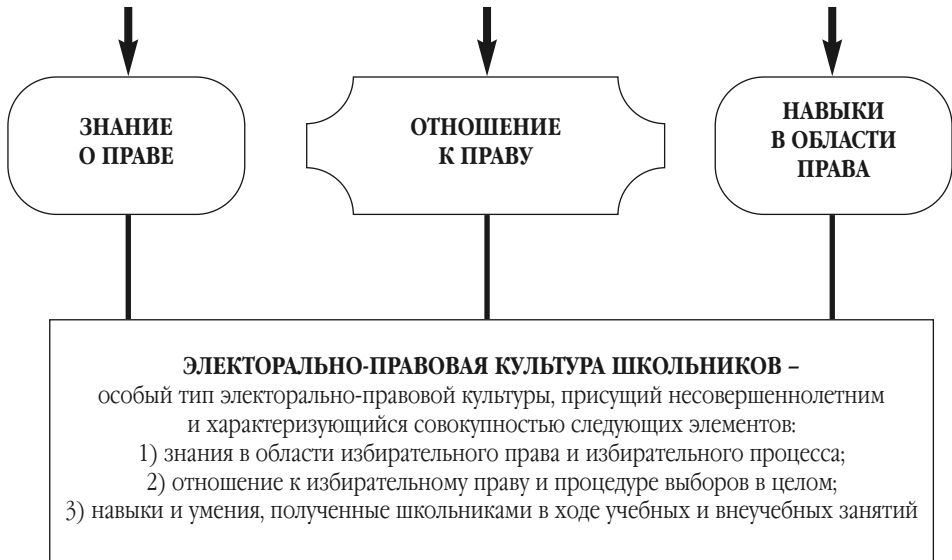 ЗНАНИЕ
О ПРАВЕ
ОТНОШЕНИЕ
К ПРАВУ
НАВЫКИ
В ОБЛАСТИ
ПРАВА
ЭЛЕКТОРАЛЬНО-ПРАВОВАЯ КУЛЬТУРА ШКОЛЬНИКОВ –
особый тип электорально-правовой культуры, присущий несовершеннолетним
и характеризующийся совокупностью следующих элементов:
1) знания в области избирательного права и избирательного процесса;
2) отношение к избирательному праву и процедуре выборов в целом;
3) навыки и умения, полученные школьниками в ходе учебных и внеучебных занятий